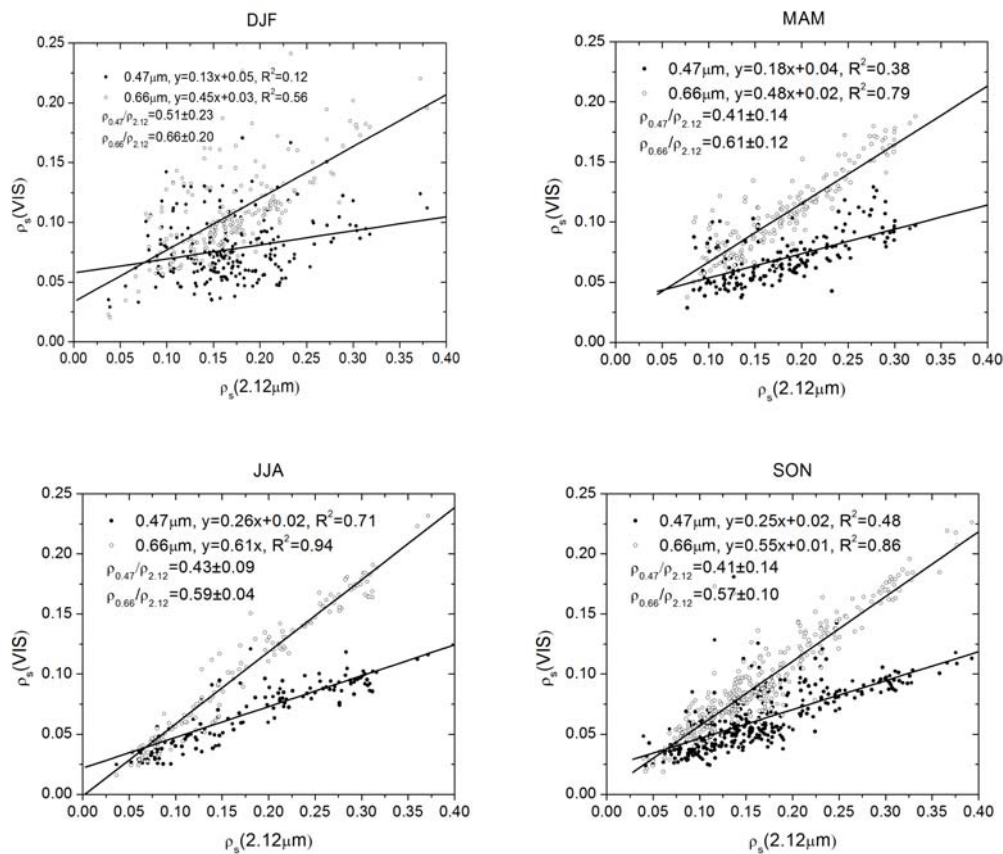 DJF
0.47μm, y=0.13x+0.05, R²=0.12
0.66μm, y=0.45x+0.03, R²=0.56
ρ0.47/ρ2.12=0.51±0.23
ρ0.66/ρ2.12=0.66±0.20
0.25
0.20
0.15
0.10
0.05
0.00
ρs(VIS)
0.00 0.05 0.10 0.15 0.20 0.25 0.30 0.35 0.40
ρs(2.12μm)
MAM
0.47μm, y=0.18x+0.04, R²=0.38
0.66μm, y=0.48x+0.02, R²=0.79
ρ0.47/ρ2.12=0.41±0.14
ρ0.66/ρ2.12=0.61±0.12
0.25
0.20
0.15
0.10
0.05
0.00
ρs(VIS)
0.00 0.05 0.10 0.15 0.20 0.25 0.30 0.35 0.40
ρs(2.12μm)
JJA
0.47μm, y=0.26x+0.02, R²=0.71
0.66μm, y=0.61x, R²=0.94
ρ0.47/ρ2.12=0.43±0.09
ρ0.66/ρ2.12=0.59±0.04
0.25
0.20
0.15
0.10
0.05
0.00
ρs(VIS)
0.00 0.05 0.10 0.15 0.20 0.25 0.30 0.35 0.40
ρs(2.12μm)
SON
0.47μm, y=0.25x+0.02, R²=0.48
0.66μm, y=0.55x+0.01, R²=0.86
ρ0.47/ρ2.12=0.41±0.14
ρ0.66/ρ2.12=0.57±0.10
0.25
0.20
0.15
0.10
0.05
0.00
ρs(VIS)
0.00 0.05 0.10 0.15 0.20 0.25 0.30 0.35 0.40
ρs(2.12μm)